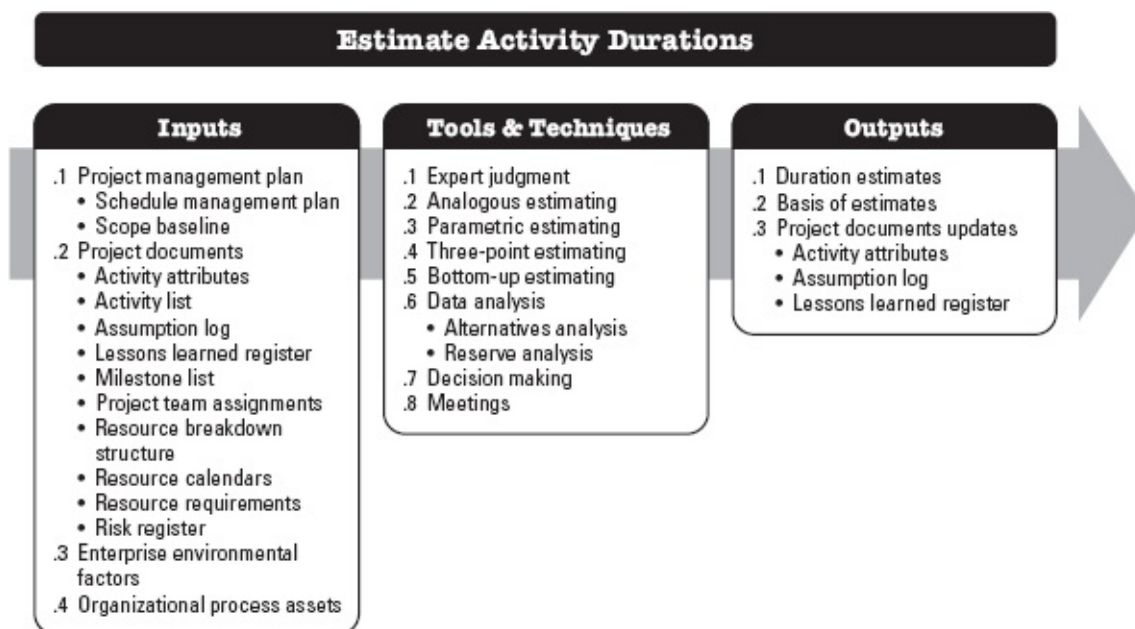 Estimate Activity Durations
Inputs
.1 Project management plan
• Schedule management plan
• Scope baseline
.2 Project documents
• Activity attributes
• Activity list
• Assumption log
• Lessons learned register
• Milestone list
• Project team assignments
• Resource breakdown
structure
• Resource calendars
• Resource requirements
• Risk register
.3 Enterprise environmental
factors
.4 Organizational process assets
Tools & Techniques
.1 Expert judgment
.2 Analogous estimating
.3 Parametric estimating
.4 Three-point estimating
.5 Bottom-up estimating
.6 Data analysis
• Alternatives analysis
• Reserve analysis
.7 Decision making
.8 Meetings
Outputs
.1 Duration estimates
.2 Basis of estimates
.3 Project documents updates
• Activity attributes
• Assumption log
• Lessons learned register